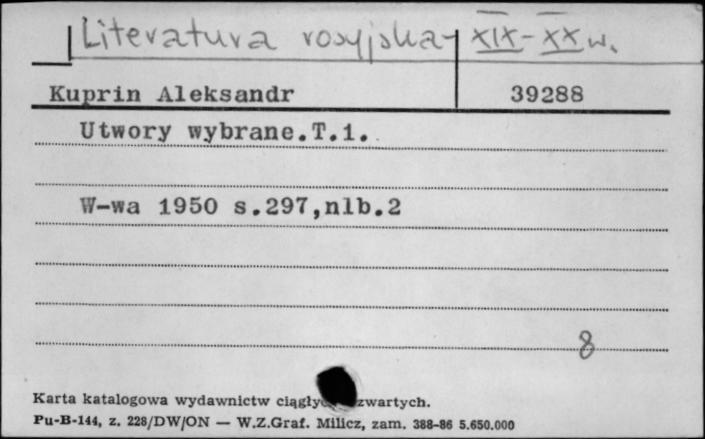 Literatura rosyjska XIX-XX w.
Kuprin Aleksandr 39288
Utwory wybrane.T.1.
W-wa 1950 s.297,nlb.2
8
Karta katalogowa wydawnictw zwartych.
Pu-B-144, z. 228/DW/ON — W.Z.Graf. Milicz, zam. 388-86 5.650.000